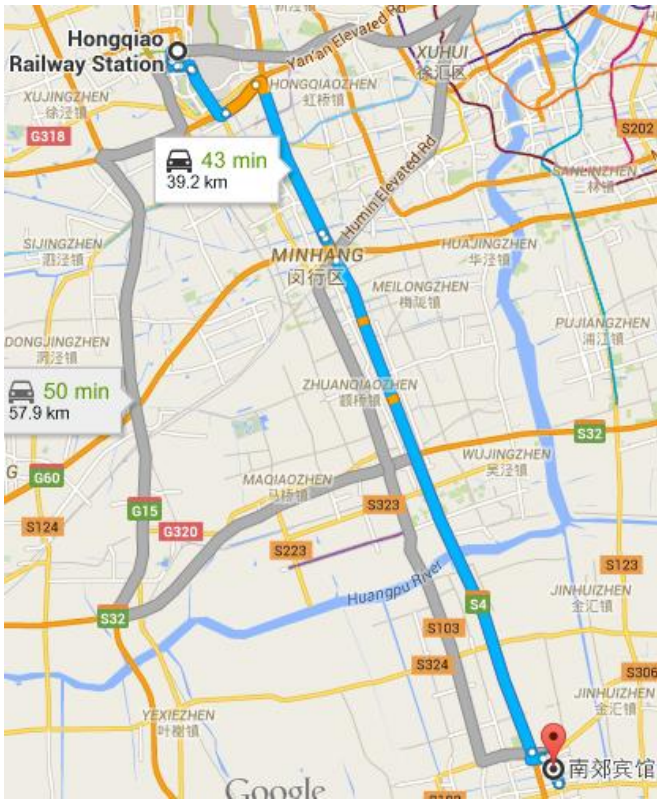 Hongqiao
Railway Station
Yan'an Elevated Rd
XUHUI
徐汇区
HONGQIAOZHEN
虹桥镇
XUJINGZHEN
徐泾镇
G318
S202
43 min
39.2 km
SANLINZHEN
三林镇
Humin Elevated Rd
SIJINGZHEN
泗泾镇
MINHANG
闵行区
HUAJINGZHEN
华泾镇
MEILONGZHEN
梅陇镇
PUJIANGZHEN
浦江镇
DONGJINGZHEN
洞泾镇
50 min
57.9 km
ZHUANQIAOZHEN
颛桥镇
S32
WUJINGZHEN
吴泾镇
G
G60
MAQIAOZHEN
马桥镇
S323
G15
S124
G320
S223
S123
Huangpu River
JINHUIZHEN
金汇镇
S32
S4
S103
S324
S306
JINHUIZHEN
金汇镇
YEXIEZHEN
叶榭镇
南郊宾馆
Google